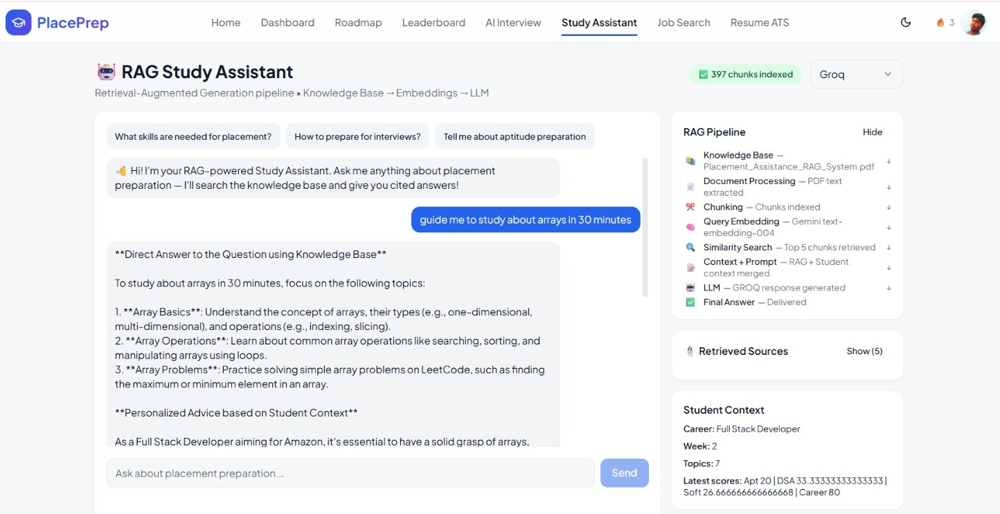 PlacePrep
Home Dashboard Roadmap Leaderboard AI Interview Study Assistant Job Search Resume ATS
3
RAG Study Assistant
Retrieval-Augmented Generation pipeline • Knowledge Base → Embeddings → LLM
397 chunks indexed
Groq
What skills are needed for placement?
How to prepare for interviews?
Tell me about aptitude preparation
Hi! I'm your RAG-powered Study Assistant. Ask me anything about placement
preparation — I'll search the knowledge base and give you cited answers!
guide me to study about arrays in 30 minutes
**Direct Answer to the Question using Knowledge Base**
To study about arrays in 30 minutes, focus on the following topics:
1. **Array Basics**: Understand the concept of arrays, their types (e.g., one-dimensional,
multi-dimensional), and operations (e.g., indexing, slicing).
2. **Array Operations**: Learn about common array operations like searching, sorting, and
manipulating arrays using loops.
3. **Array Problems**: Practice solving simple array problems on LeetCode, such as finding
the maximum or minimum element in an array.
**Personalized Advice based on Student Context**
As a Full Stack Developer aiming for Amazon, it's essential to have a solid grasp of arrays,
Ask about placement preparation...
Send
RAG Pipeline
Hide
Knowledge Base —
Placement_Assistance_RAG_System.pdf
↓
Document Processing — PDF text
extracted
↓
Chunking — Chunks indexed ↓
Query Embedding — Gemini text-
embedding-004
↓
Similarity Search — Top 5 chunks retrieved ↓
Context + Prompt — RAG + Student
context merged
↓
LLM — GROQ response generated ↓
Final Answer — Delivered
Retrieved Sources
Show (5)
Student Context
Career: Full Stack Developer
Week: 2
Topics: 7
Latest scores: Apt 20 | DSA 33.33333333333333 |
Soft 26.666666666666668 | Career 80